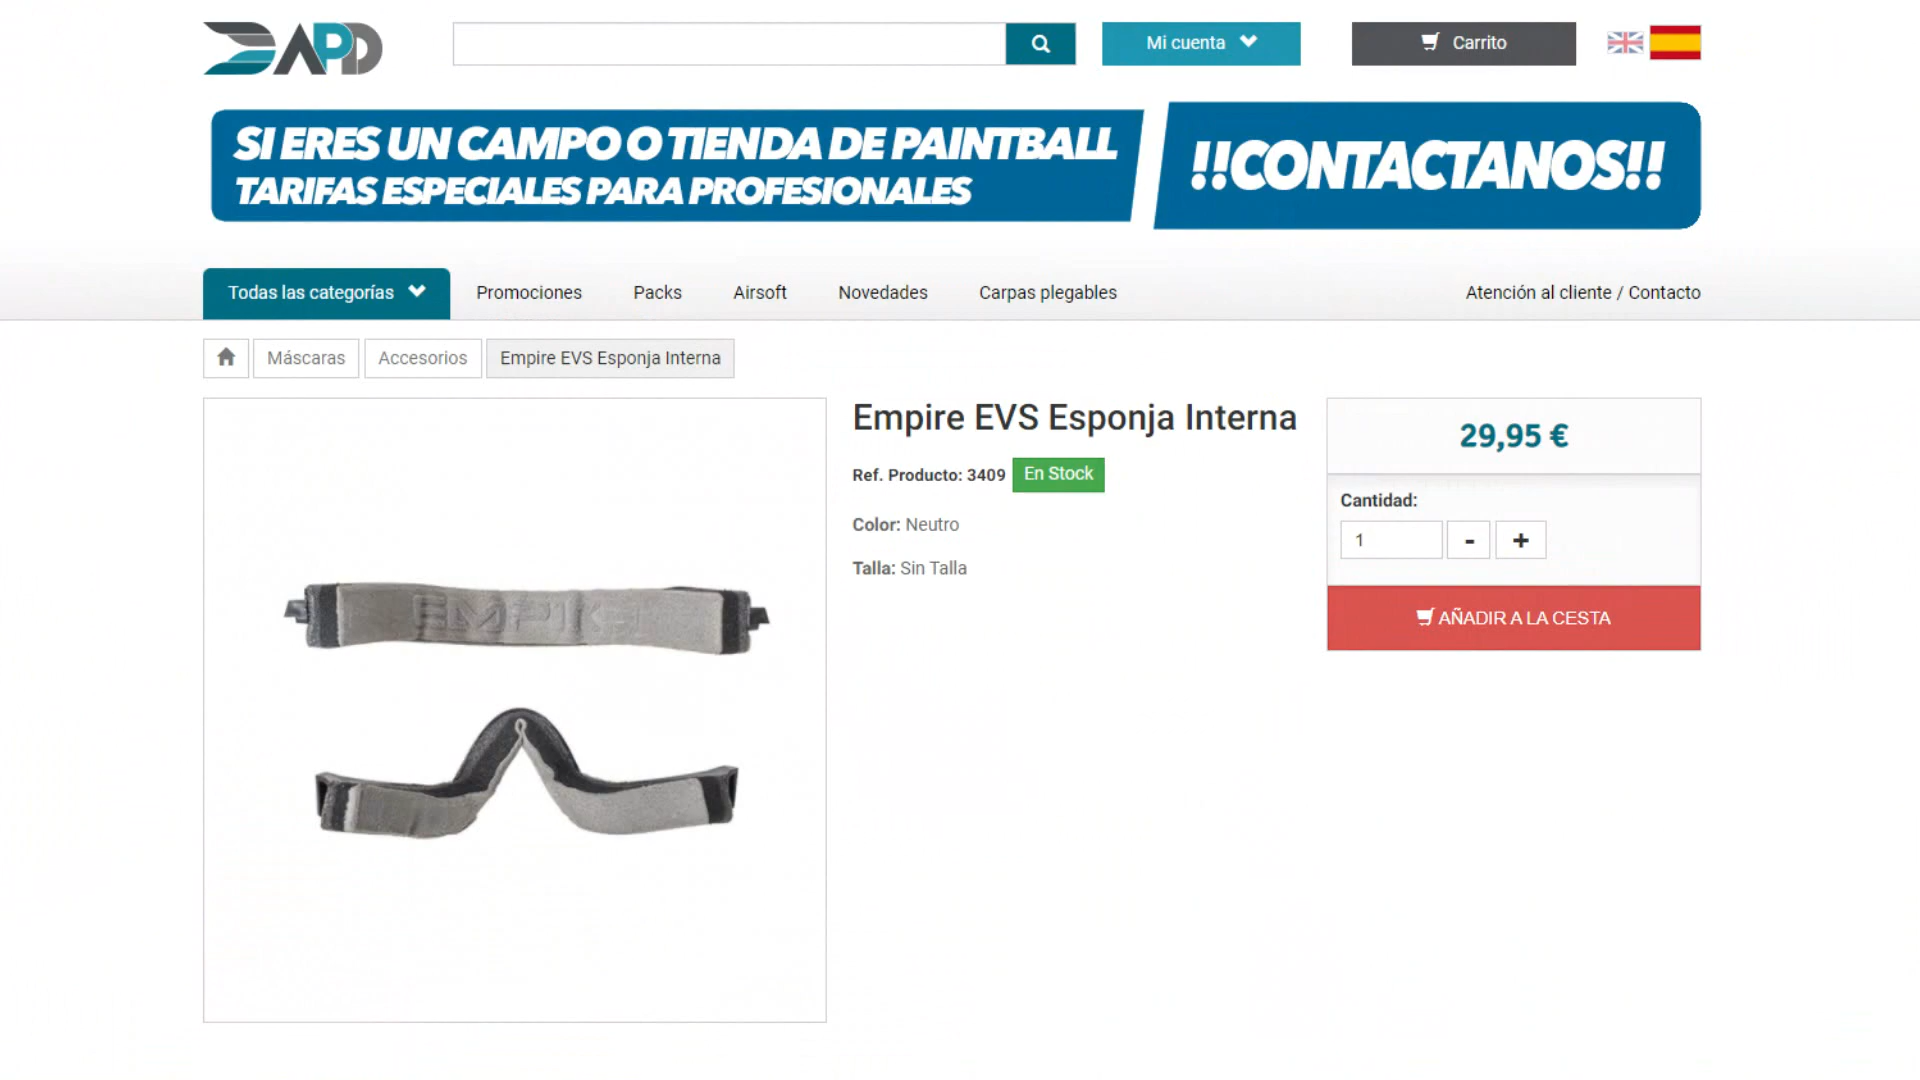 APD
Mi cuenta
Carrito
SI ERES UN CAMPO O TIENDA DE PAINTBALL
TARIFAS ESPECIALES PARA PROFESIONALES
!!CONTACTANOS!!
Todas las categorías
Promociones
Packs
Airsoft
Novedades
Carpas plegables
Atención al cliente / Contacto
Máscaras
Accesorios
Empire EVS Esponja Interna
Empire EVS Esponja Interna
29,95 €
Ref. Producto: 3409 En Stock
Color: Neutro
Talla: Sin Talla
Cantidad:
1
-
+
AÑADIR A LA CESTA
EMPIRE